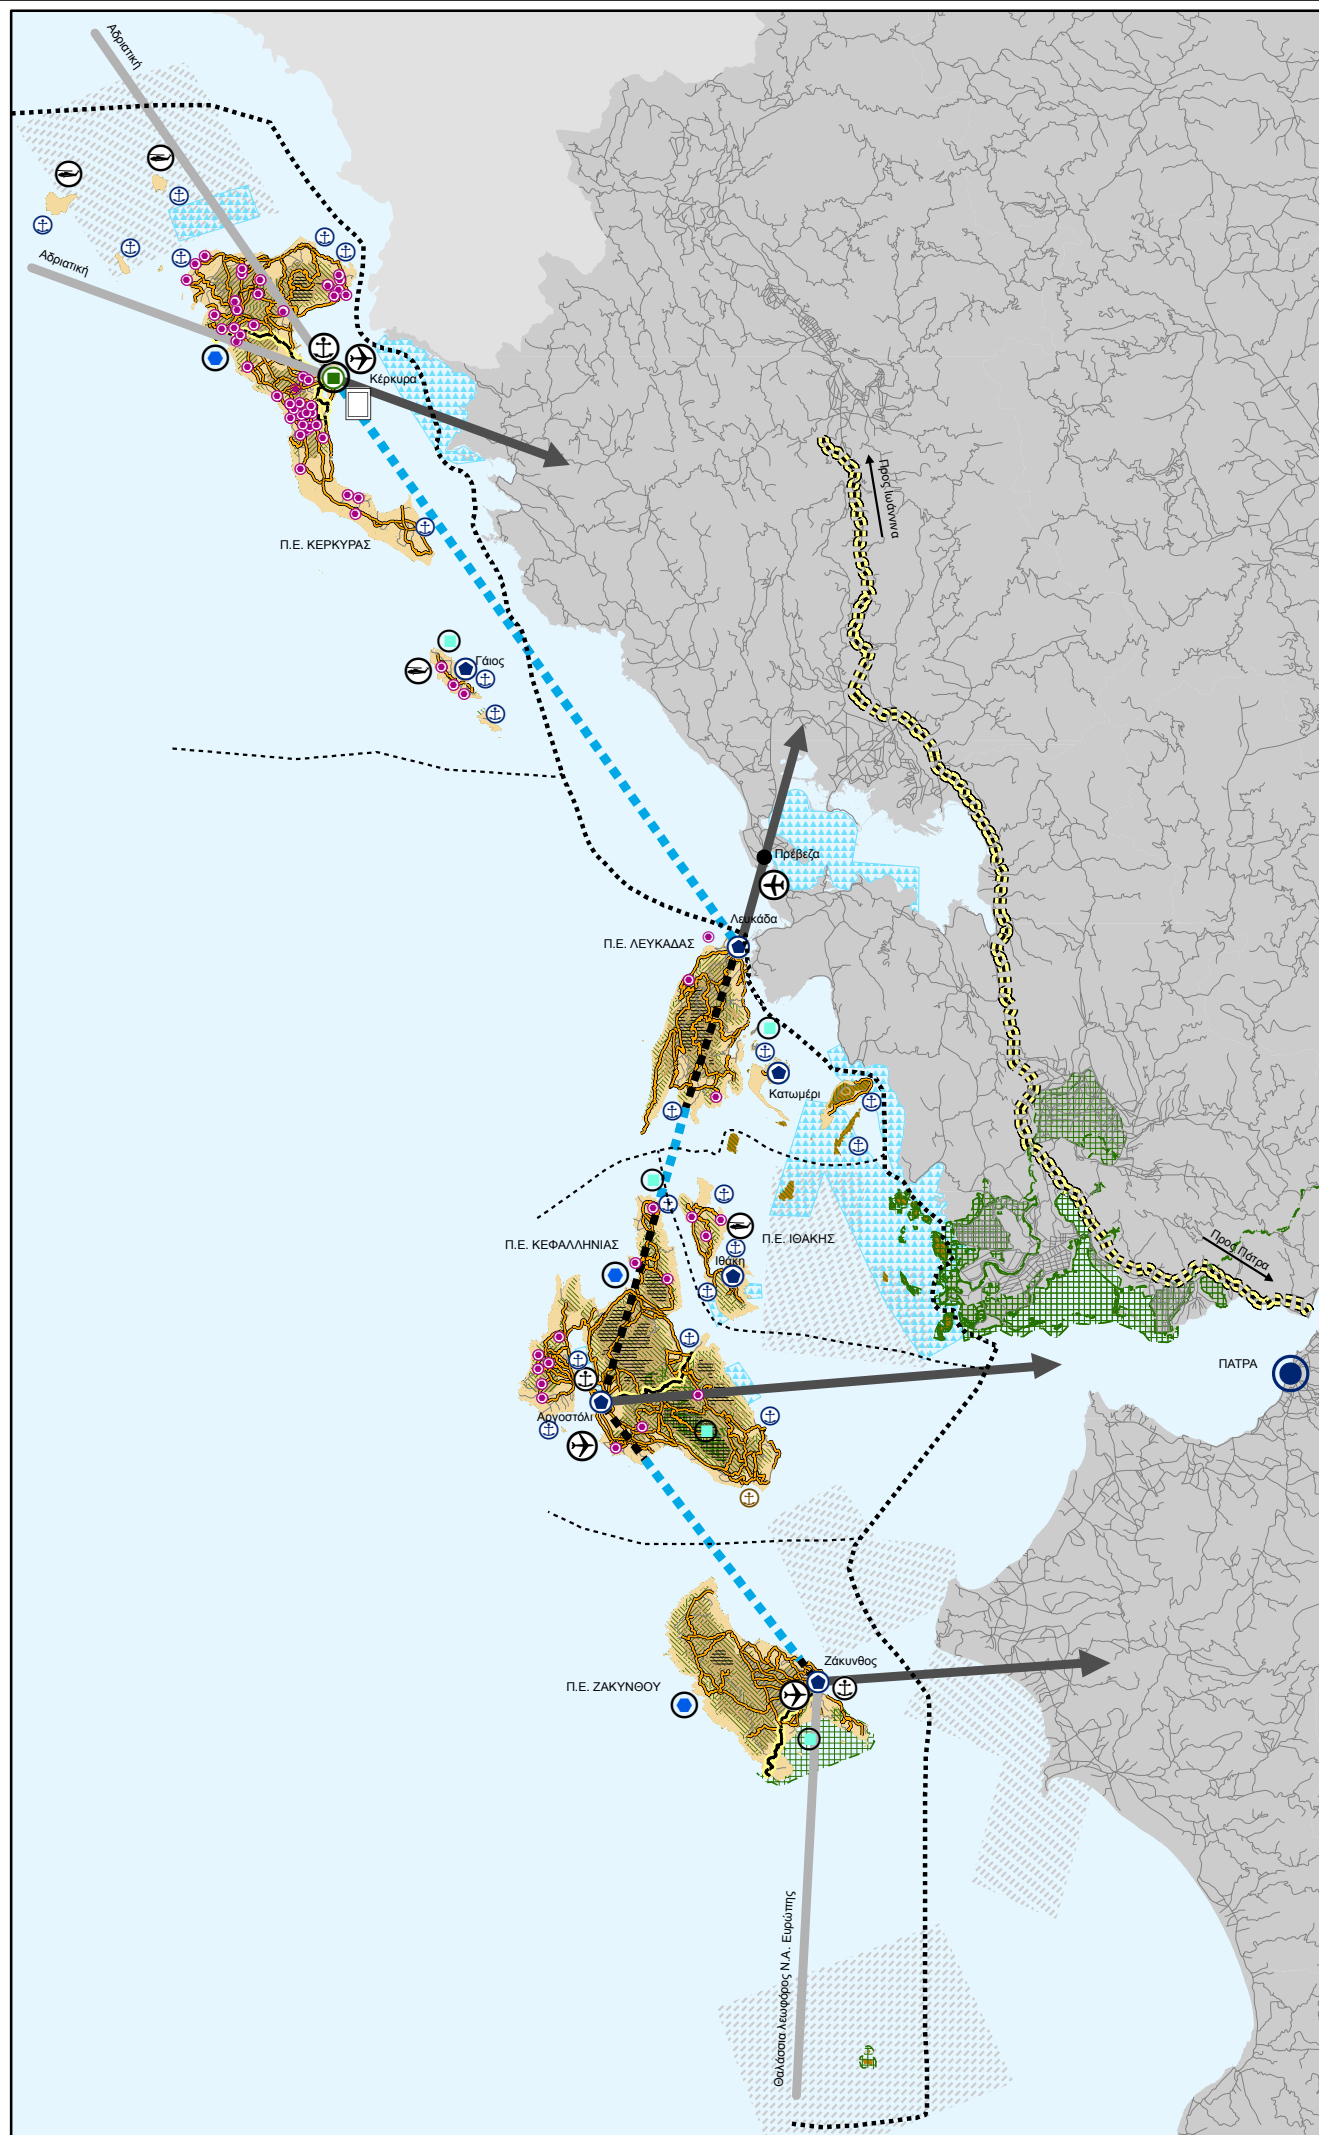 Αδριατική
Αδριατική
Κέρκυρα
Προς Ιωάννινα
Π.Ε. ΚΕΡΚΥΡΑΣ
Γάιος
Πρέβεζα
Λευκάδα
Π.Ε. ΛΕΥΚΑΔΑΣ
Κατωμέρι
Π.Ε. ΙΘΑΚΗΣ
Π.Ε. ΚΕΦΑΛΛΗΝΙΑΣ
Ιθάκη
Προς Πάτρα
ΠΑΤΡΑ
Αργοστόλι
Ζάκυνθος
Π.Ε. ΖΑΚΥΝΘΟΥ
Θαλάσσια λεωφόρος Ν.Α. Ευρώπης